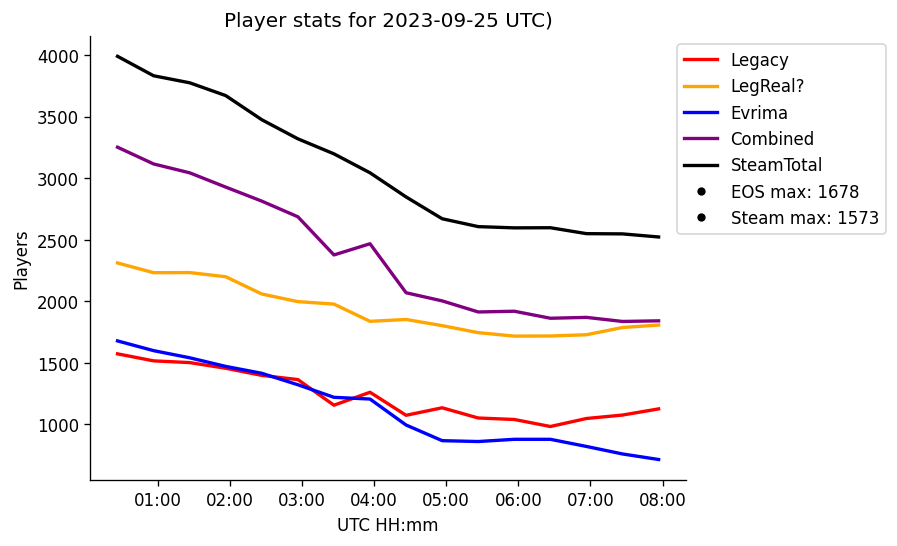 Player stats for 2023-09-25 UTC)
4000
3500
3000
2500
2000
1500
1000
Players
01:00 02:00 03:00 04:00 05:00 06:00 07:00 08:00
UTC HH:mm
Legacy
LegReal?
Evrima
Combined
SteamTotal
EOS max: 1678
Steam max: 1573